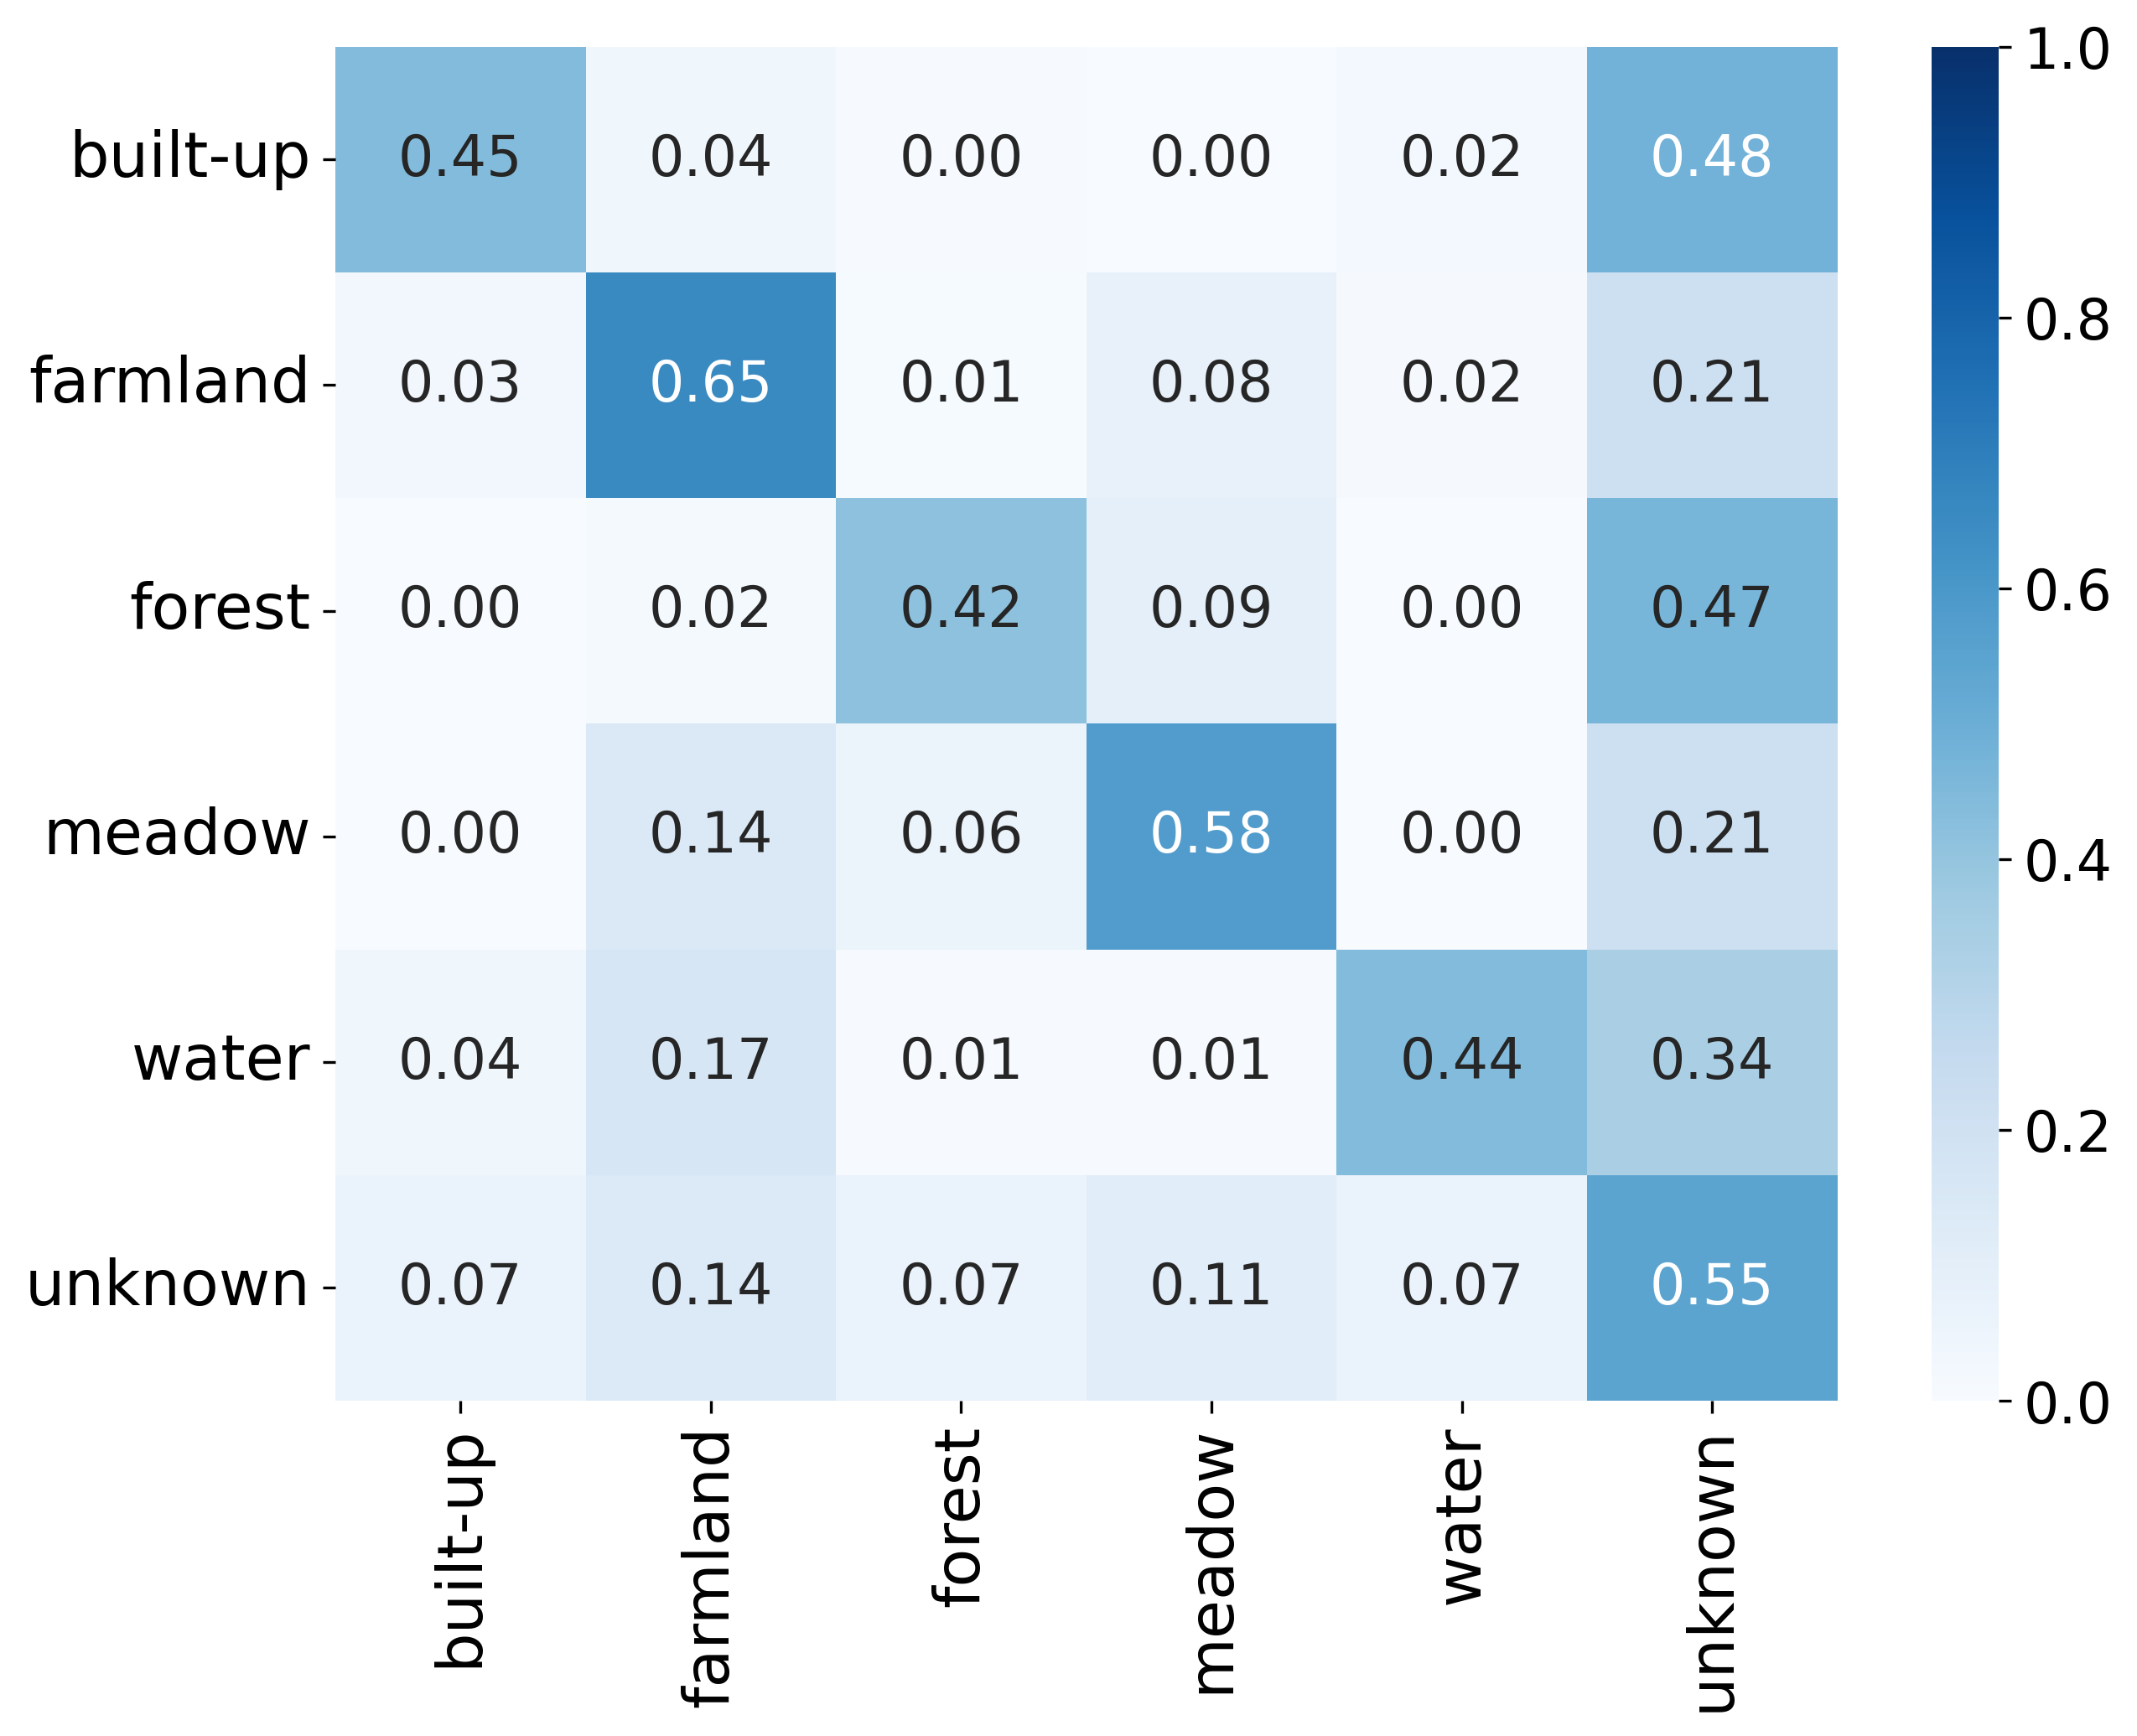 built-up 0.45 0.04 0.00 0.00 0.02 0.48
farmland 0.03 0.65 0.01 0.08 0.02 0.21
forest 0.00 0.02 0.42 0.09 0.00 0.47
meadow 0.00 0.14 0.06 0.58 0.00 0.21
water 0.04 0.17 0.01 0.01 0.44 0.34
unknown 0.07 0.14 0.07 0.11 0.07 0.55
built-up farmland forest meadow water unknown
1.0
0.8
0.6
0.4
0.2
0.0